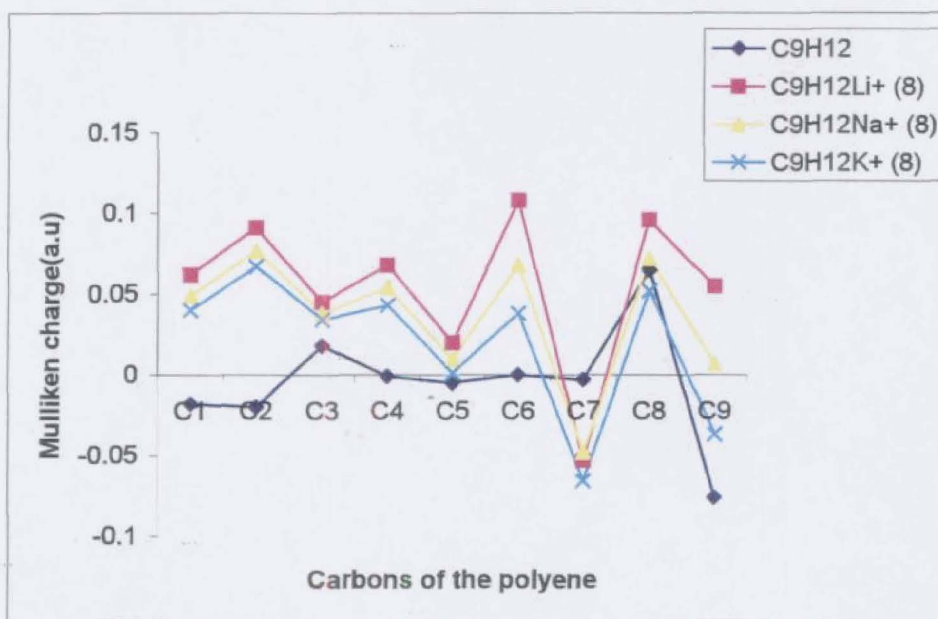 C9H12
C9H12Li+ (8)
C9H12Na+ (8)
C9H12K+ (8)
0.15
0.1
0.05
0
-0.05
-0.1
Mulliken charge(a.u)
C1 C2 C3 C4 C5 C6 C7 C8 C9
Carbons of the polyene